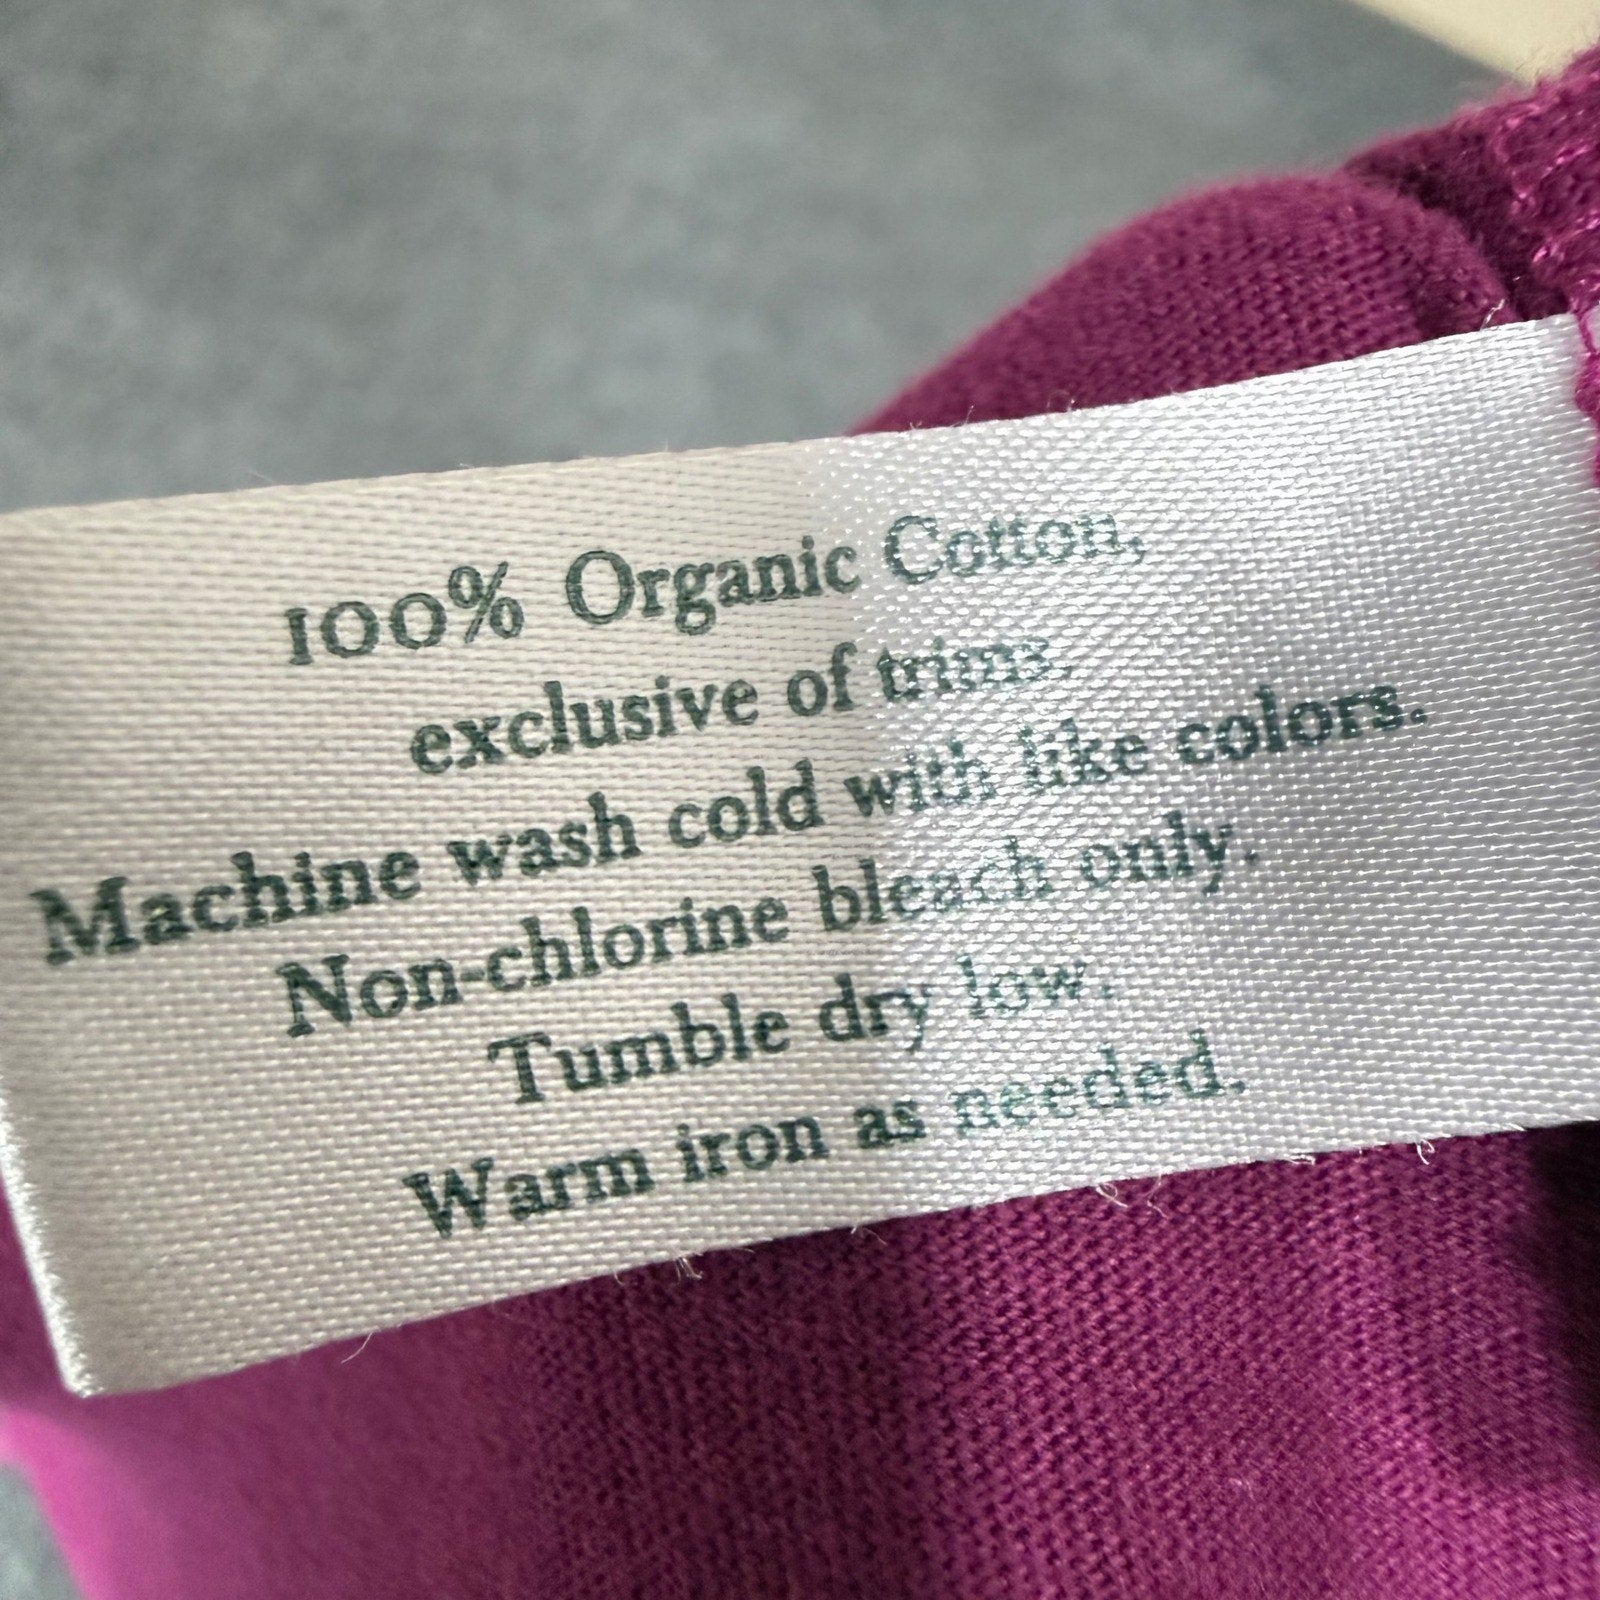 100% Organic Cotton,
exclusive of trims.
Machine wash cold with like colors.
Non-chlorine bleach only.
Tumble dry low.
Warm iron as needed.